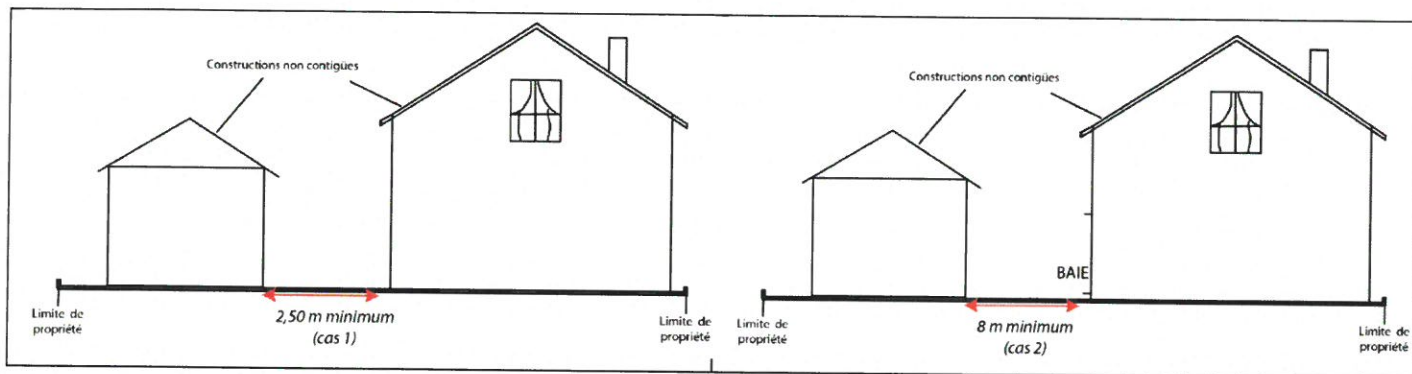 Constructions non contigües
Limite de
propriété
2,50 m minimum
(cas 1)
Limite de
propriété
Constructions non contigües
BAIE
Limite de
propriété
8 m minimum
(cas 2)
Limite de
propriété